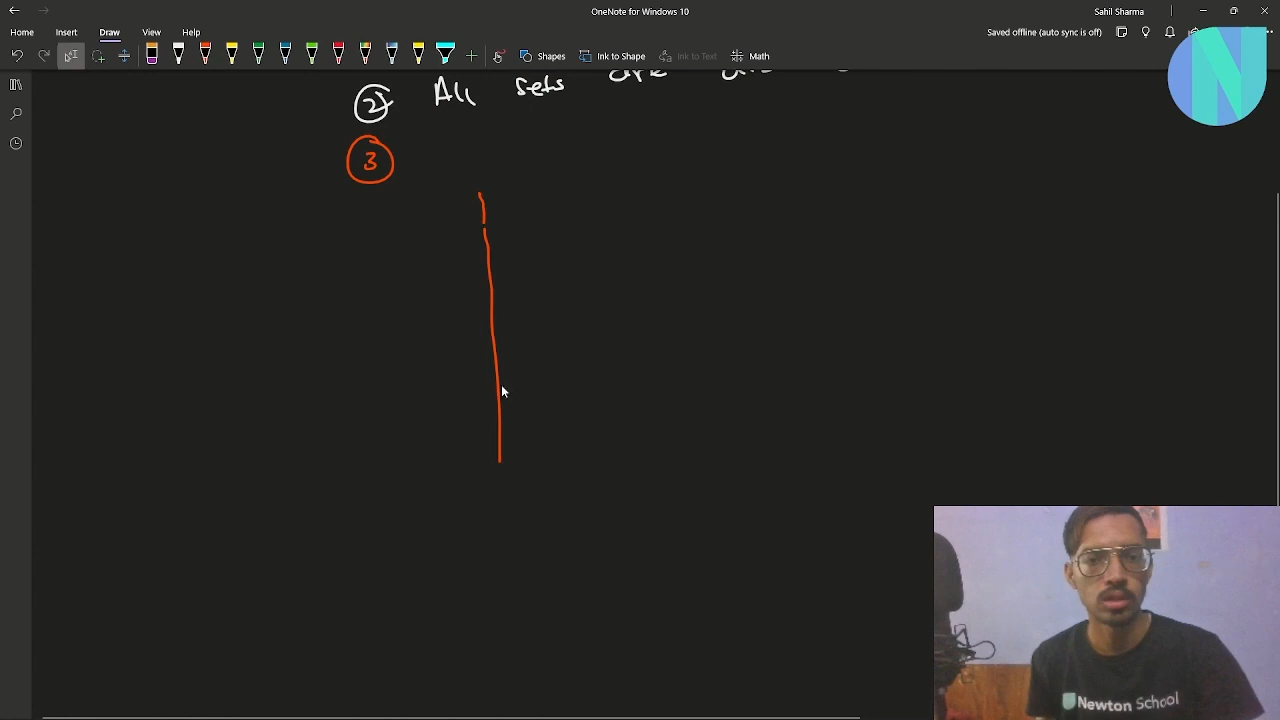 OneNote for Windows 10
Sahil Sharma
Home Insert Draw View Help
Saved offline (auto sync is off)
Shapes Ink to Shape Ink to Text Math
2 All sets are
3
Newton School